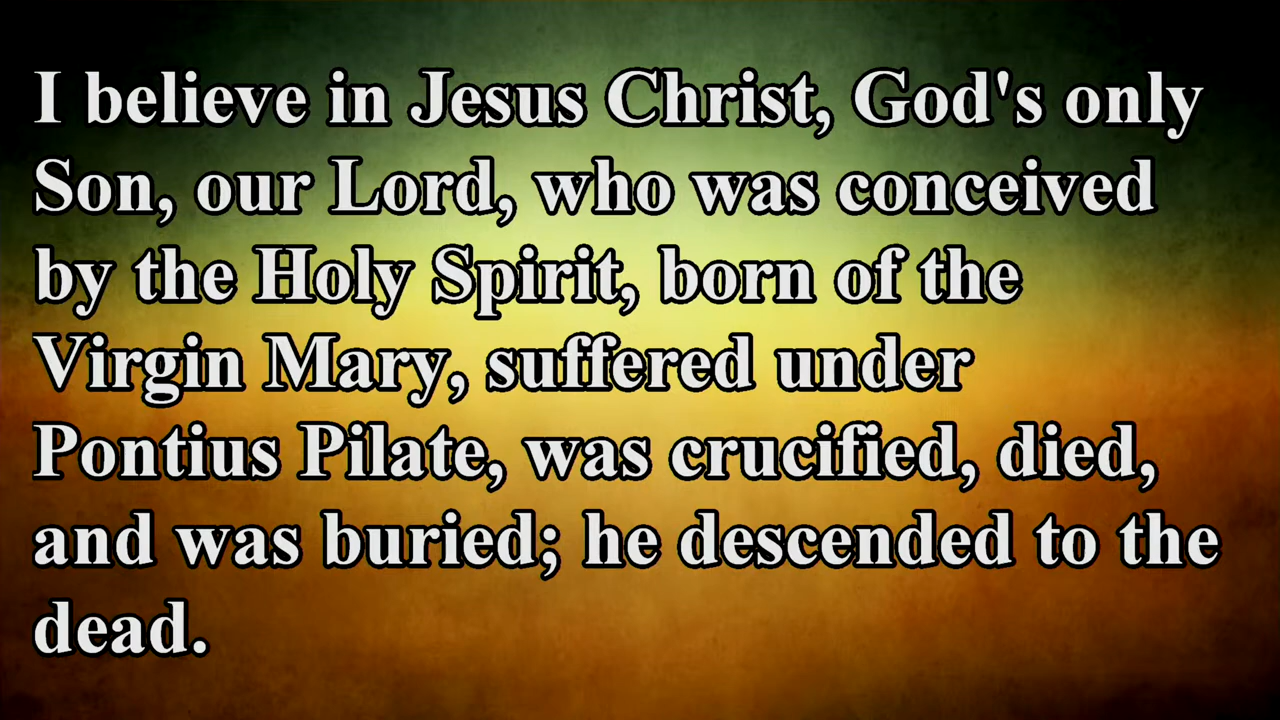 I believe in Jesus Christ, God's only
Son, our Lord, who was conceived
by the Holy Spirit, born of the
Virgin Mary, suffered under
Pontius Pilate, was crucified, died,
and was buried; he descended to the
dead.